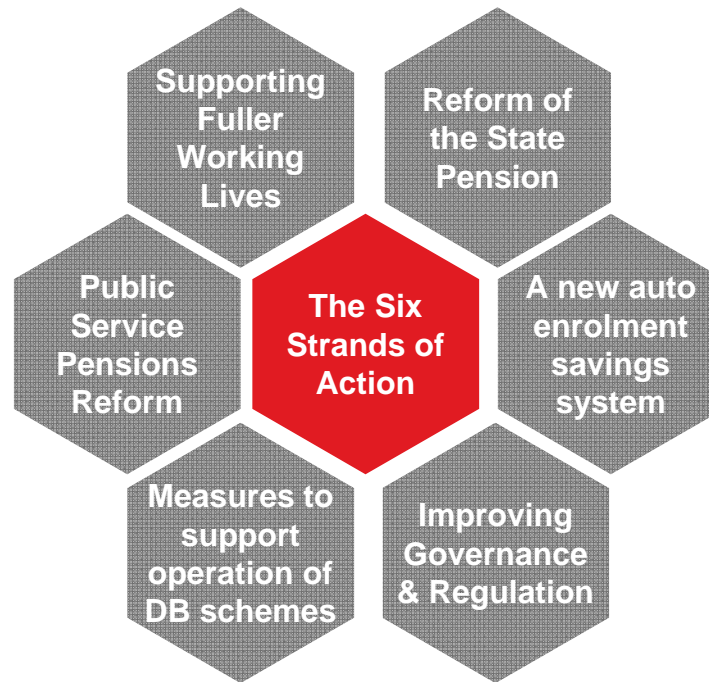 Supporting
Fuller
Working
Lives
Reform of
the State
Pension
Public
Service
Pensions
Reform
The Six
Strands of
Action
A new auto
enrolment
savings
system
Measures to
support
operation of
DB schemes
Improving
Governance
& Regulation